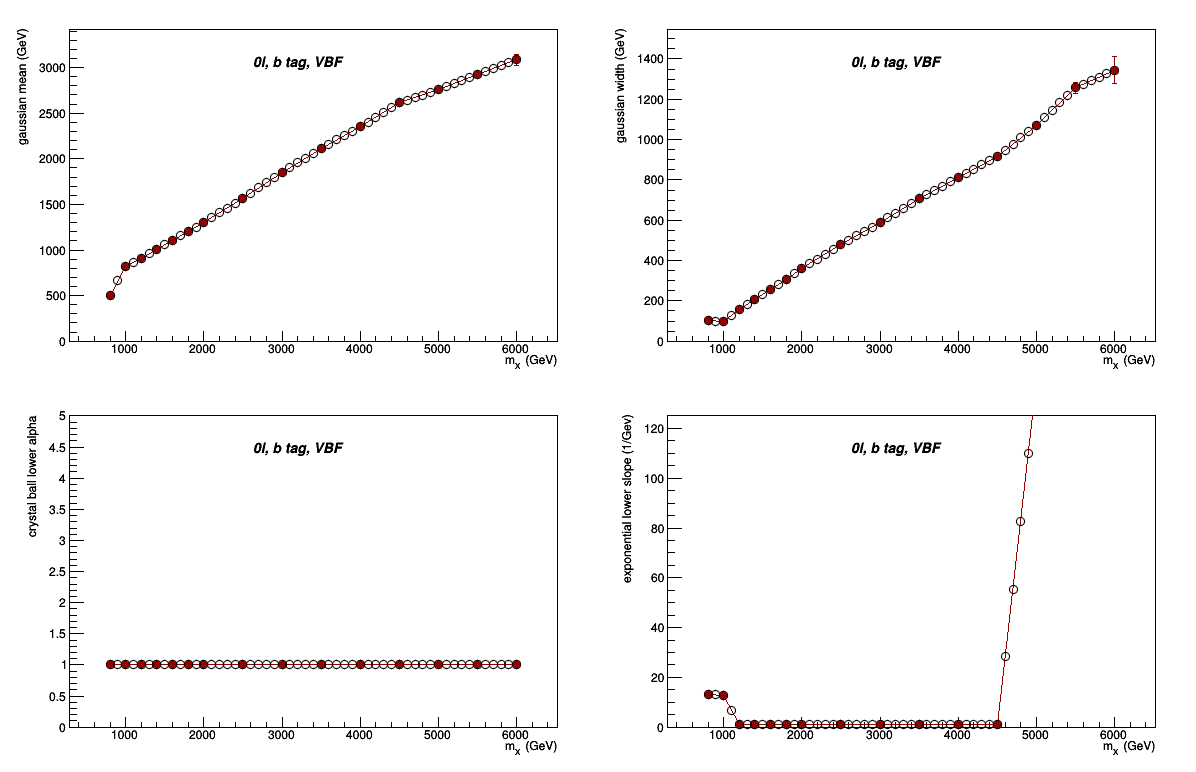 gaussian mean (GeV)
0l, b tag, VBF
3000
2500
2000
1500
1000
500
0
1000 2000 3000 4000 5000 6000
m_x (GeV)
gaussian width (GeV)
0l, b tag, VBF
1400
1200
1000
800
600
400
200
0
1000 2000 3000 4000 5000 6000
m_x (GeV)
crystal ball lower alpha
0l, b tag, VBF
5
4.5
4
3.5
3
2.5
2
1.5
1
0.5
0
1000 2000 3000 4000 5000 6000
m_x (GeV)
exponential lower slope (1/Gev)
0l, b tag, VBF
120
100
80
60
40
20
0
1000 2000 3000 4000 5000 6000
m_x (GeV)